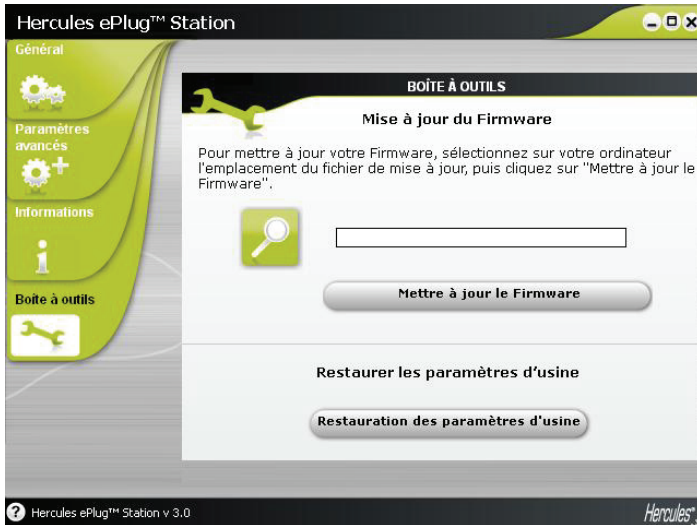 Hercules ePlug™ Station
Général
Paramètres
avancés
Informations
Boite à outils
BOÎTE À OUTILS
Mise à jour du Firmware
Pour mettre à jour votre Firmware, sélectionnez sur votre ordinateur
l'emplacement du fichier de mise à jour, puis cliquez sur "Mettre à jour le
Firmware".
Mettre à jour le Firmware
Restaurer les paramètres d'usine
Restauration des paramètres d'usine
? Hercules ePlug™ Station v 3.0
Hercules